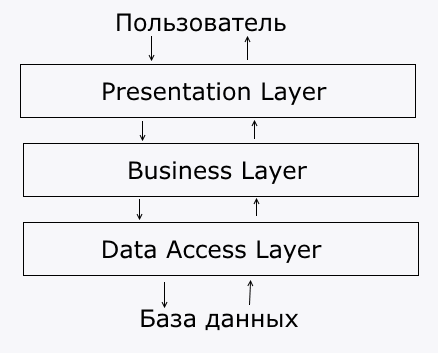 Пользователь
Presentation Layer
Business Layer
Data Access Layer
База данных